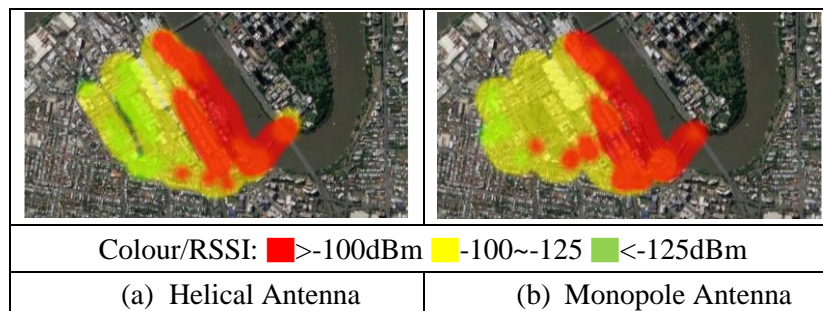 Colour/RSSI: >-100dBm -100~-125 <-125dBm
(a) Helical Antenna
(b) Monopole Antenna